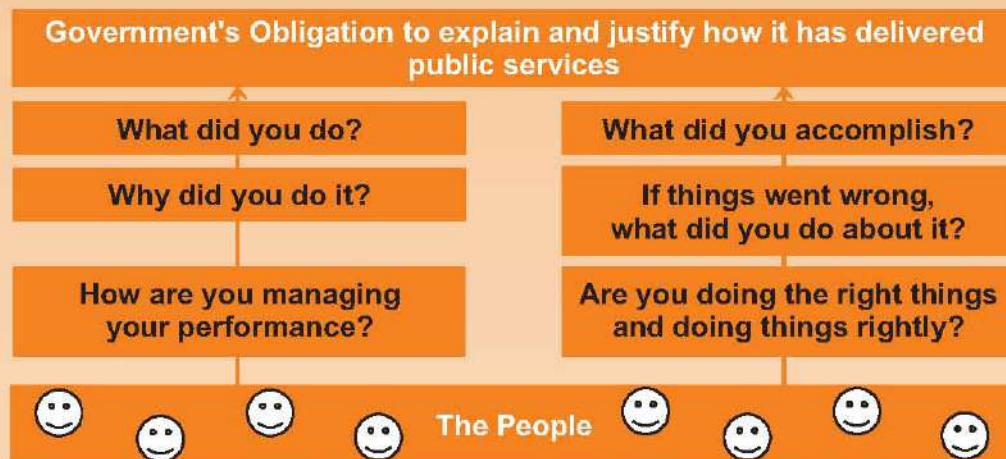 Government's Obligation to explain and justify how it has delivered
public services
What did you do?
Why did you do it?
How are you managing
your performance?
What did you accomplish?
If things went wrong,
what did you do about it?
Are you doing the right things
and doing things rightly?
The People